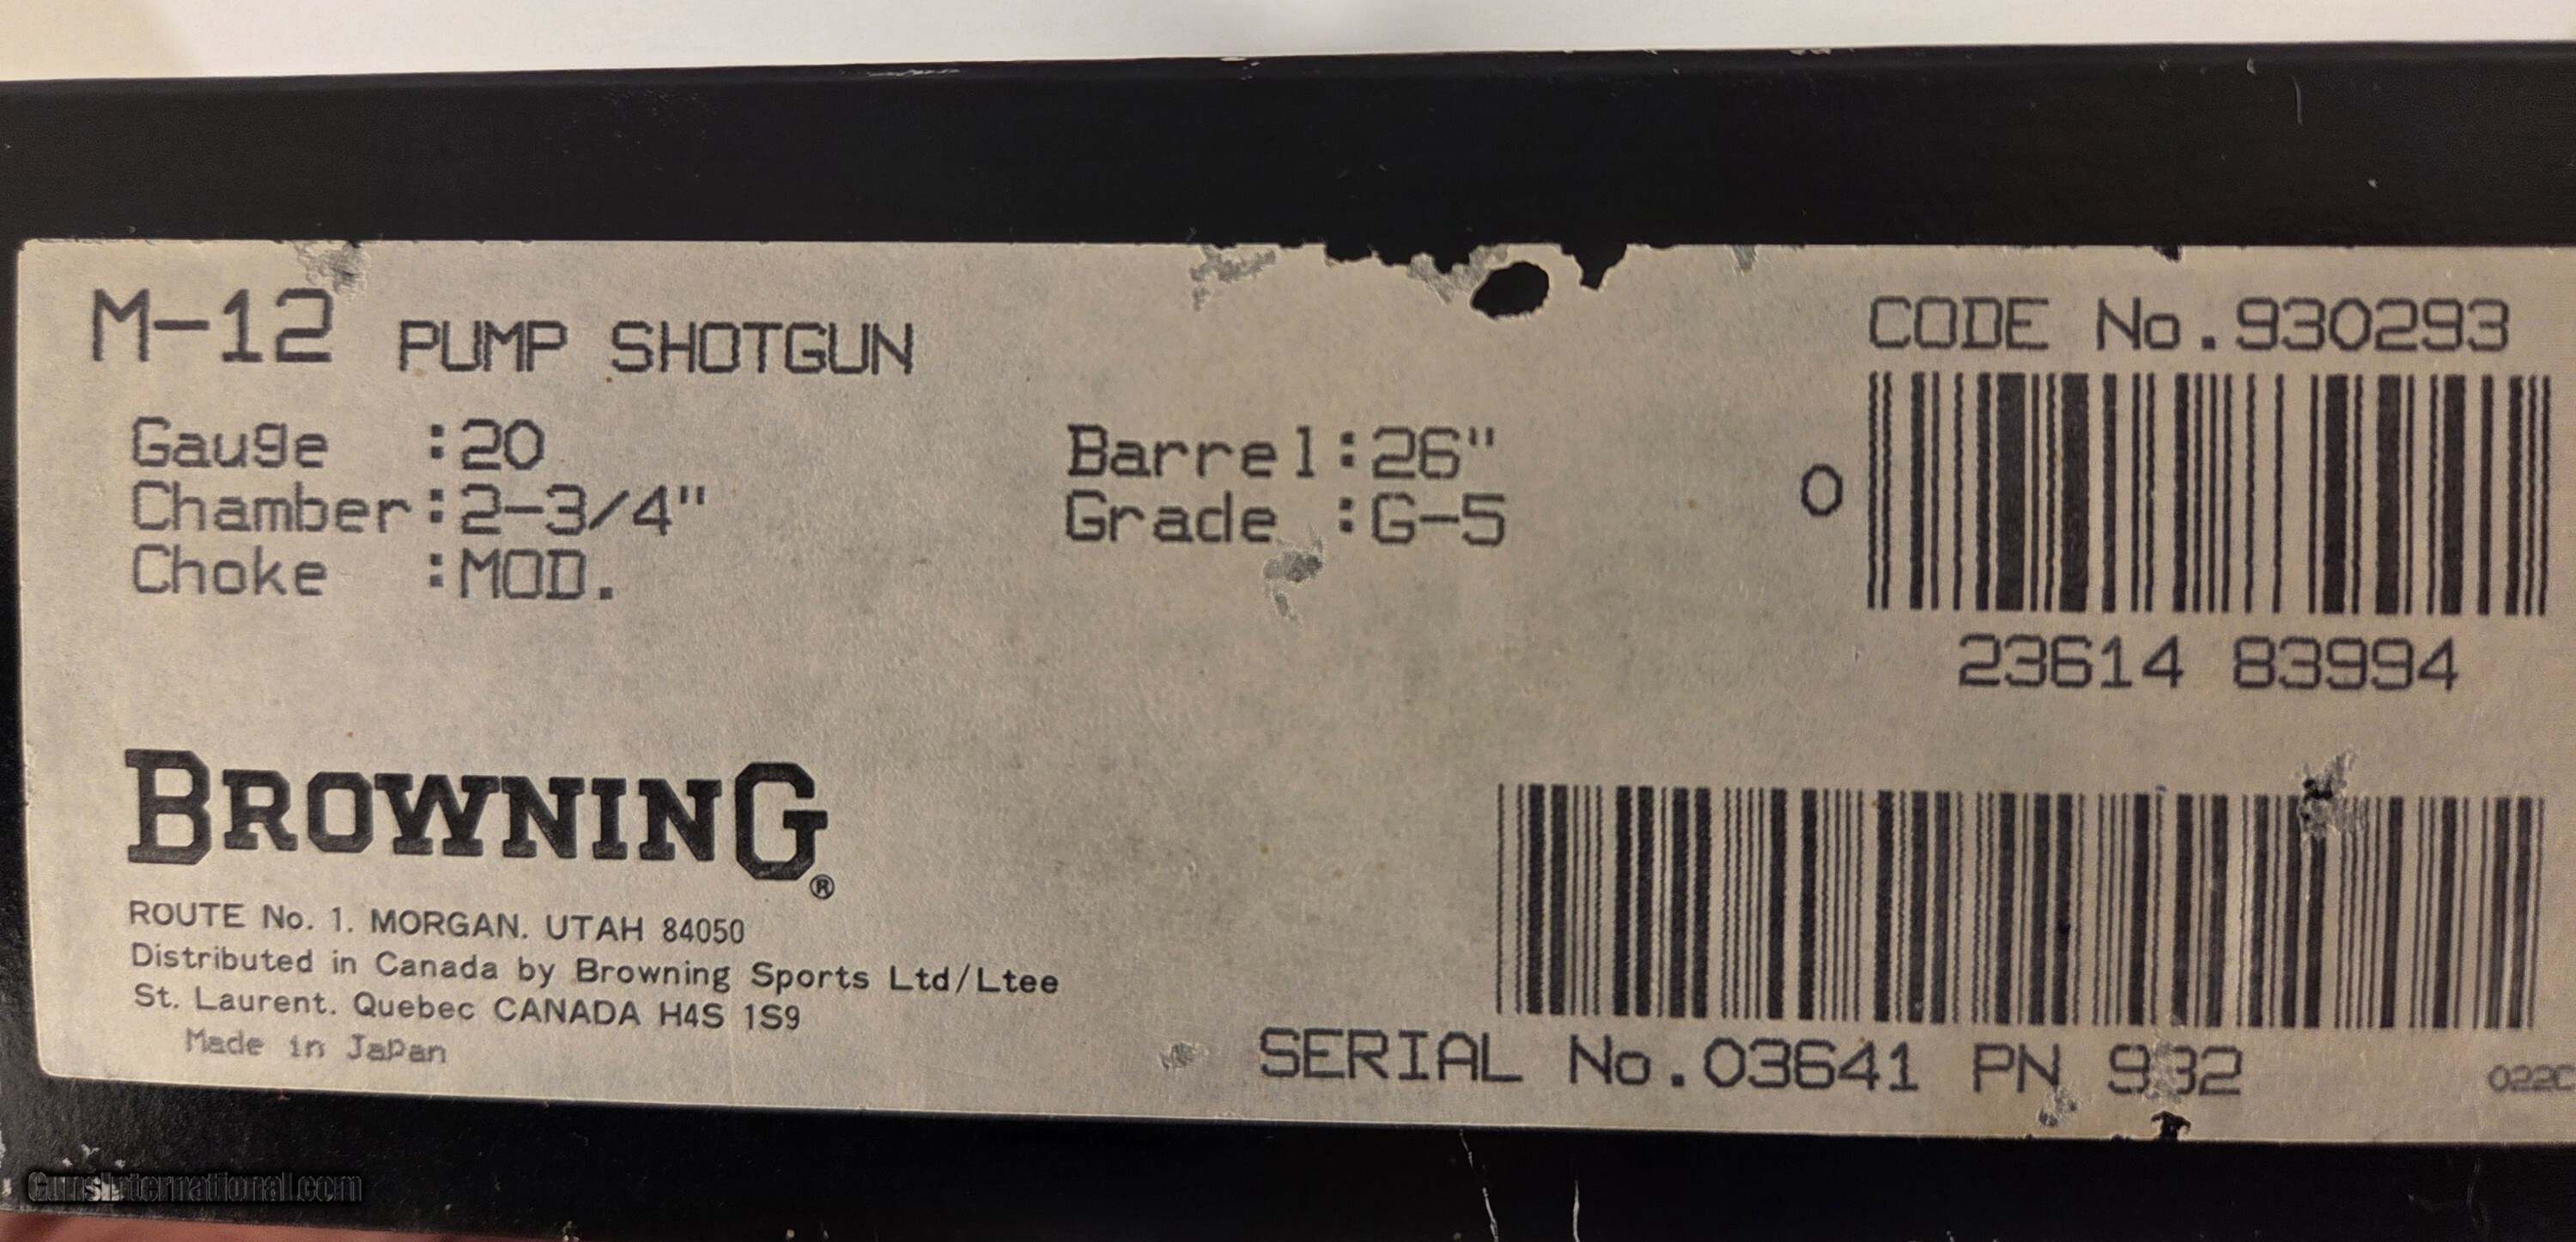 M-12 PUMP SHOTGUN
CODE No.930293
Gauge :20
Barrel:26"
Chamber:2-3/4"
Grade :G-5
Choke :MOD.
0
23614 83994
BROWNING®
ROUTE No. 1. MORGAN. UTAH 84050
Distributed in Canada by Browning Sports Ltd/Ltee
St. Laurent. Quebec CANADA H4S 1S9
Made in Japan
SERIAL No.03641 PN 932
GunsInternational.com